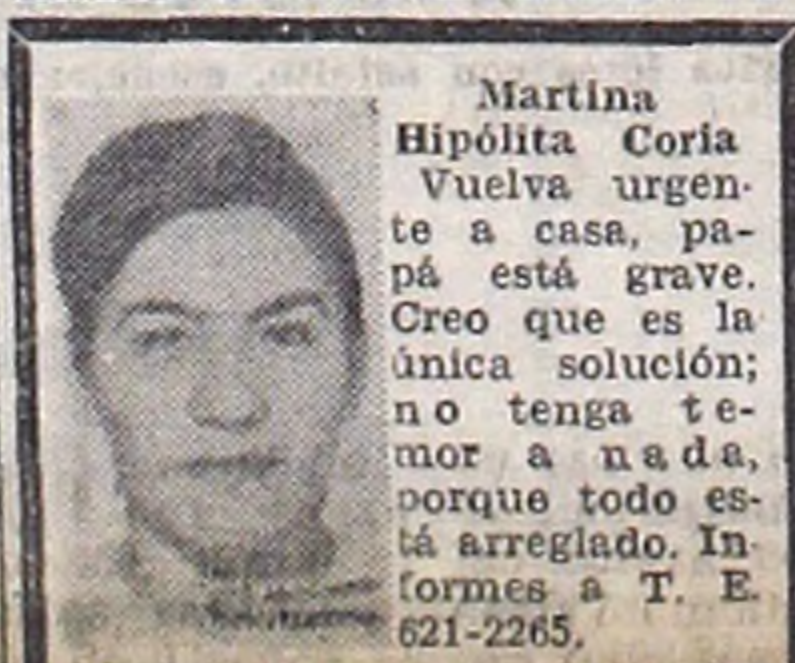 Martina
Hipólita Coria
Vuelva urgen-
te a casa, pa-
pá está grave.
Creo que es la
única solución;
no tenga te-
mor a nada,
porque todo es-
tá arreglado. In-
formes a T. E.
621-2265.